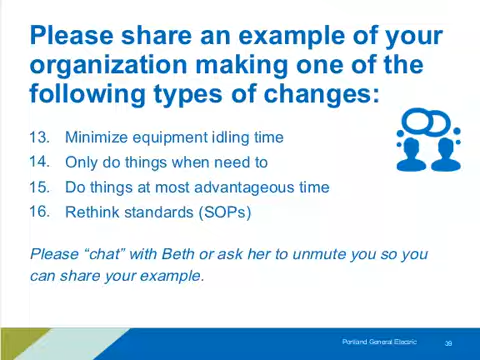 Please share an example of your
organization making one of the
following types of changes:
13. Minimize equipment idling time
14. Only do things when need to
15. Do things at most advantageous time
16. Rethink standards (SOPs)
Please “chat” with Beth or ask her to unmute you so you
can share your example.
Portland General Electric 39